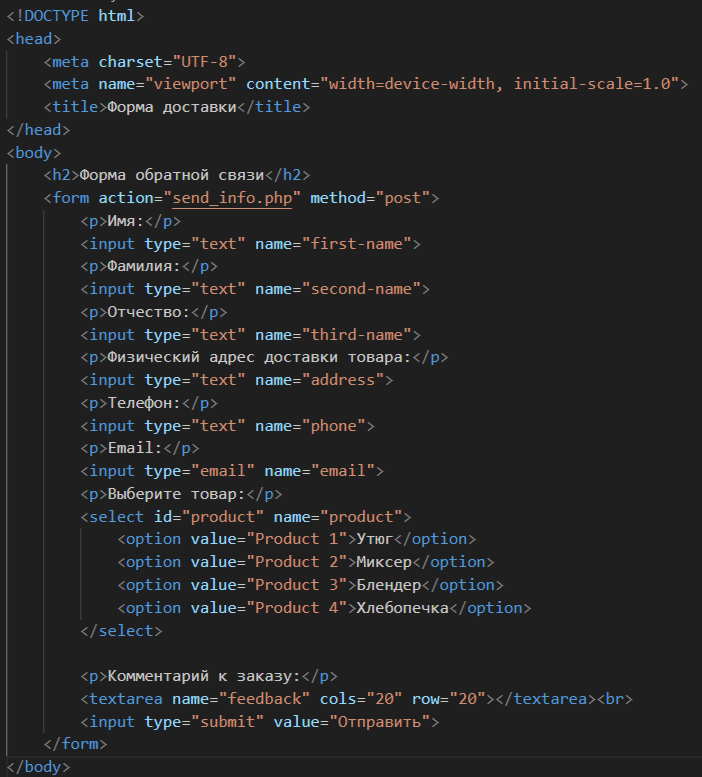 <!DOCTYPE html>
<head>
    <meta charset="UTF-8">
    <meta name="viewport" content="width=device-width, initial-scale=1.0">
    <title>Форма доставки</title>
</head>
<body>
    <h2>Форма обратной связи</h2>
    <form action="send_info.php" method="post">
        <p>Имя:</p>
        <input type="text" name="first-name">
        <p>Фамилия:</p>
        <input type="text" name="second-name">
        <p>Отчество:</p>
        <input type="text" name="third-name">
        <p>Физический адрес доставки товара:</p>
        <input type="text" name="address">
        <p>Телефон:</p>
        <input type="text" name="phone">
        <p>Email:</p>
        <input type="email" name="email">
        <p>Выберите товар:</p>
        <select id="product" name="product">
            <option value="Product 1">Утюг</option>
            <option value="Product 2">Миксер</option>
            <option value="Product 3">Блендер</option>
            <option value="Product 4">Хлебопечка</option>
        </select>

        <p>Комментарий к заказу:</p>
        <textarea name="feedback" cols="20" row="20"></textarea><br>
        <input type="submit" value="Отправить">
    </form>
</body>